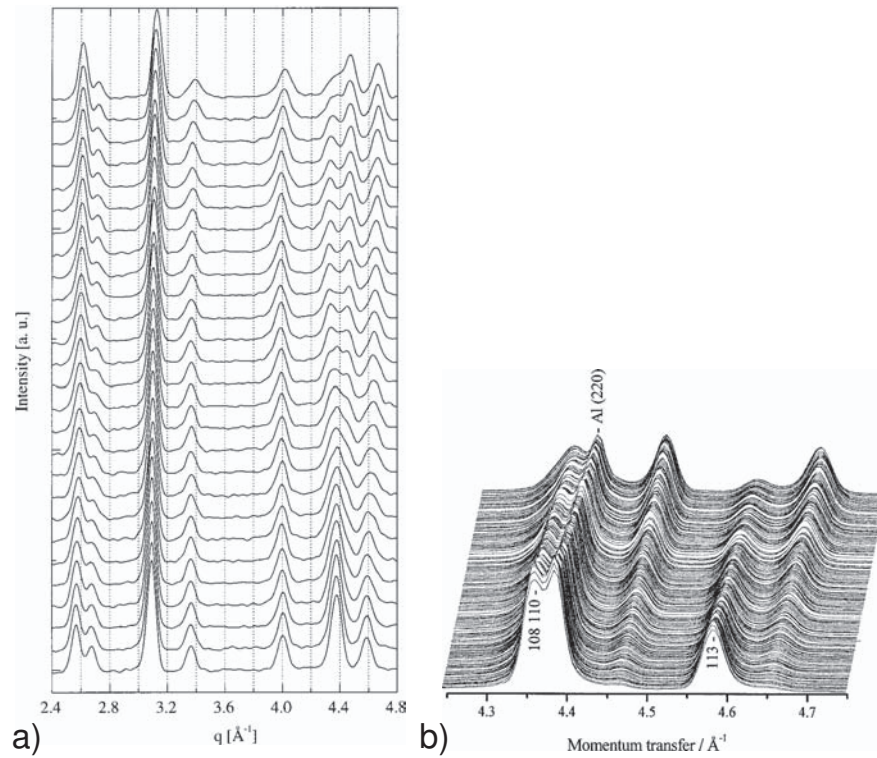 Intensity [a. u.]
2.4 2.8 3.2 3.6 4.0 4.4 4.8
q [Å⁻¹]
a)
- Al (220)
108 110 -
113 -
4.3 4.4 4.5 4.6 4.7
Momentum transfer / Å⁻¹
b)